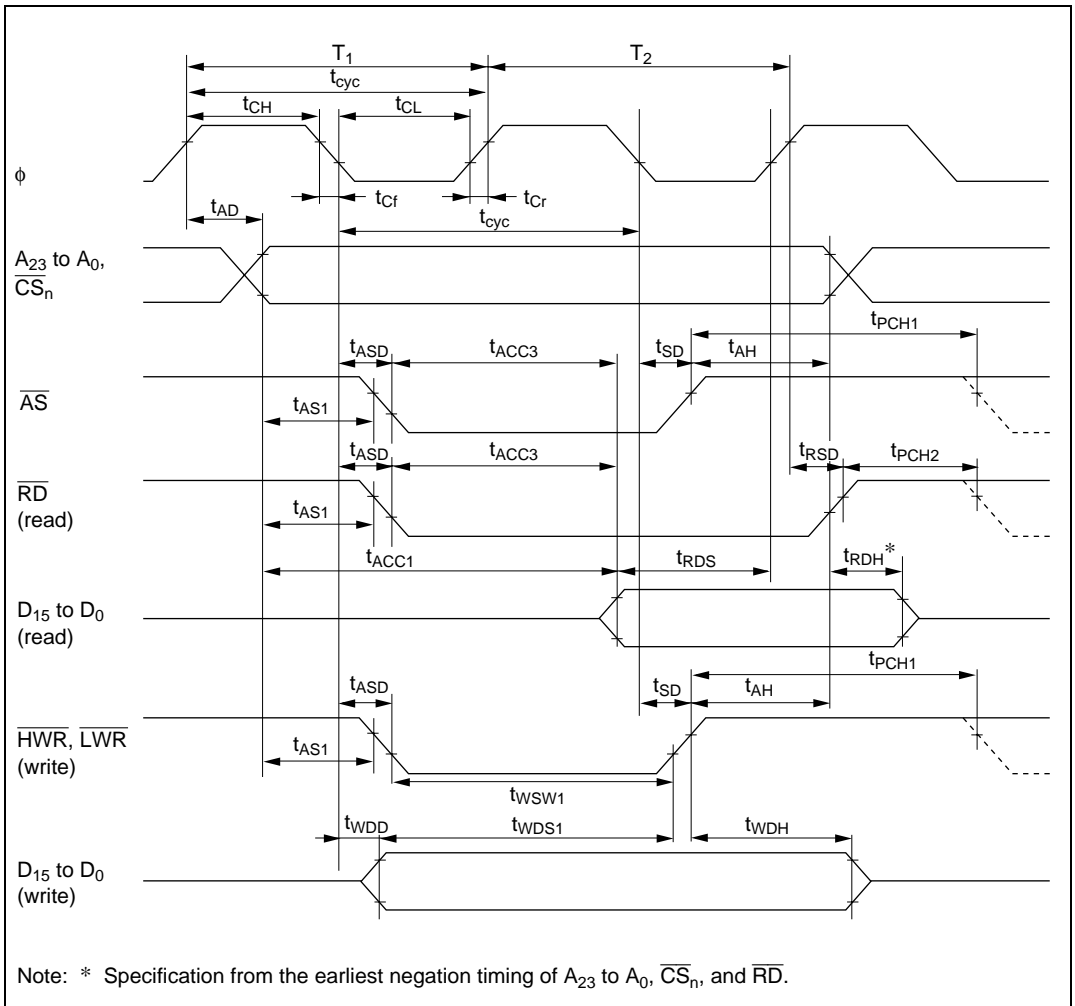 T1 T2
tcyc
tCH tCL
φ
tCf tCr
tAD
tcyc
A23 to A0,
CSn
tPCH1
tASD tACC3 tSD tAH
AS
tAS1
tASD tACC3 tRSD tPCH2
RD
(read)
tAS1
tACC1 tRDS tRDH*
D15 to D0
(read)
tPCH1
tASD tSD tAH
HWR, LWR
(write)
tAS1
tWSW1
tWDD tWDS1 tWDH
D15 to D0
(write)
Note: * Specification from the earliest negation timing of A23 to A0, CSn, and RD.